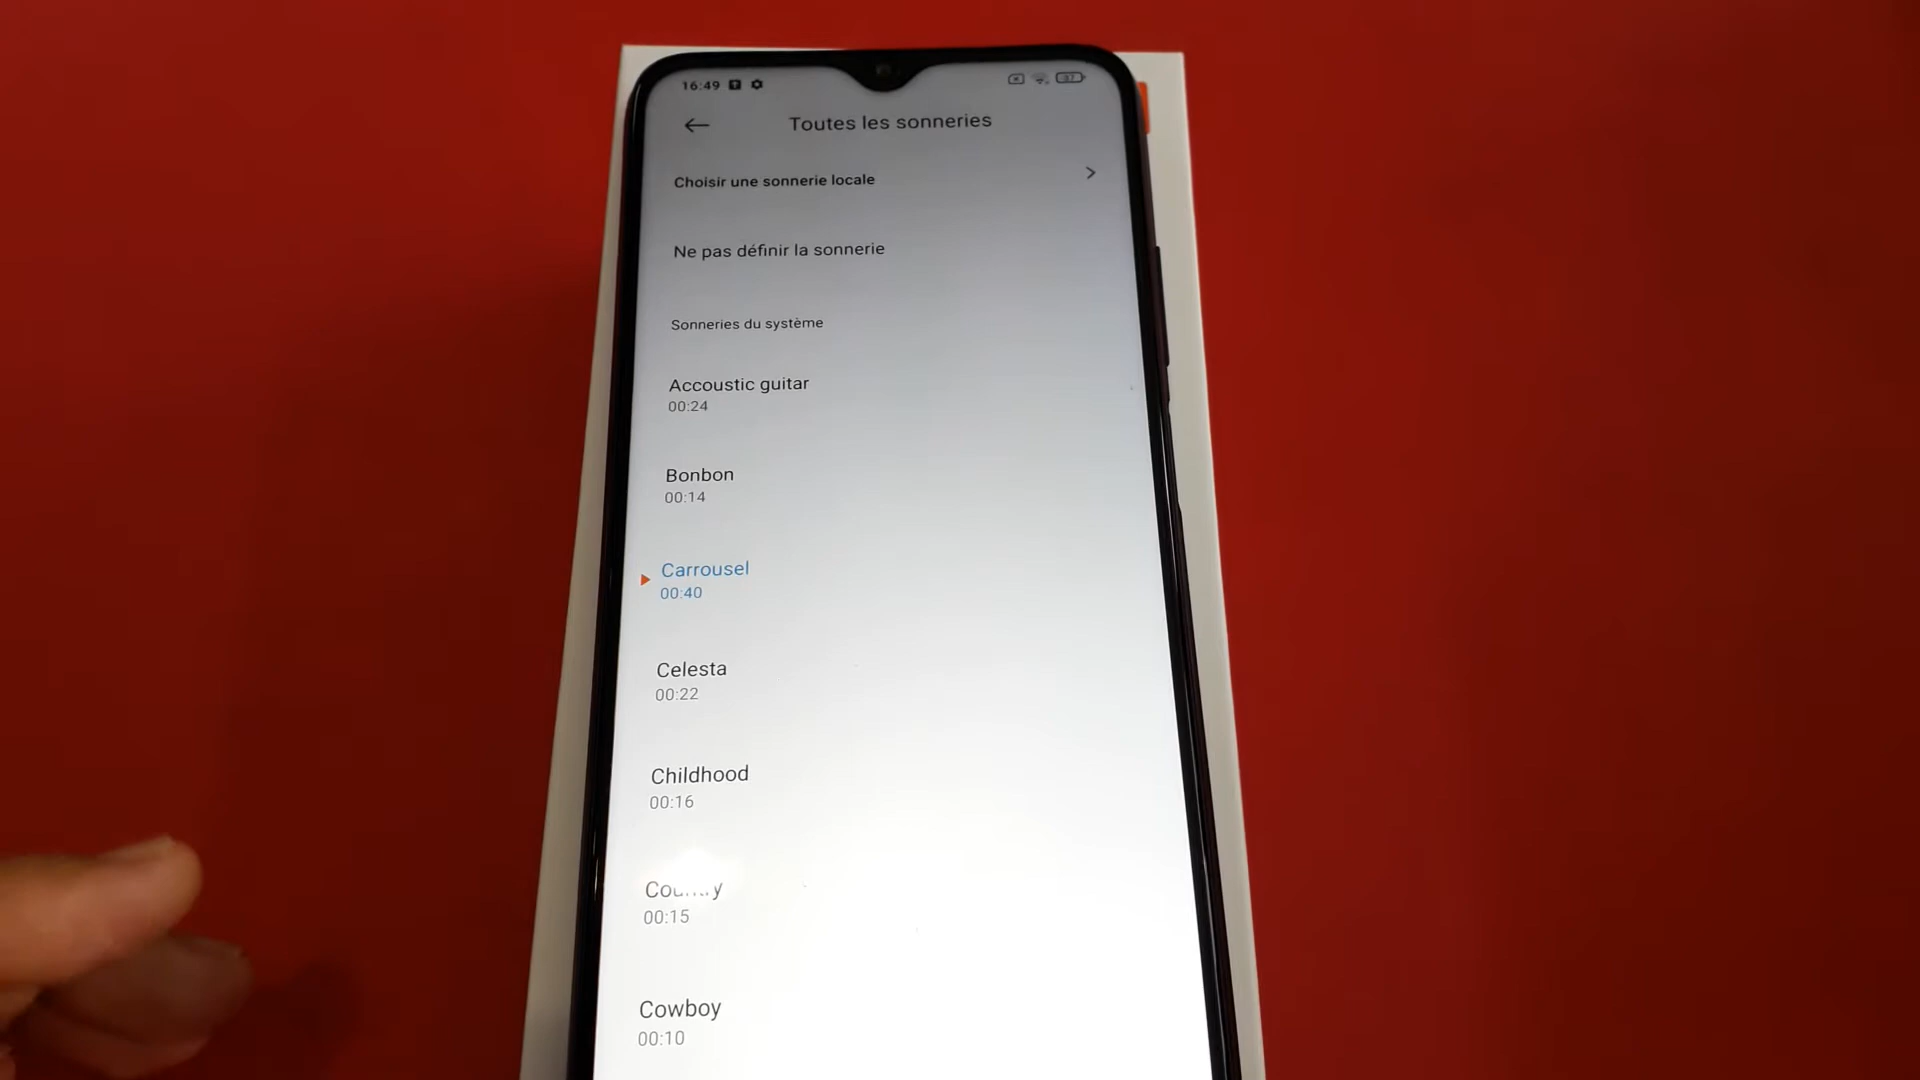 16:49
37
Toutes les sonneries
Choisir une sonnerie locale
Ne pas définir la sonnerie
Sonneries du système
Accoustic guitar
00:24
Bonbon
00:14
Carrousel
00:40
Celesta
00:22
Childhood
00:16
00:15
Cowboy
00:10